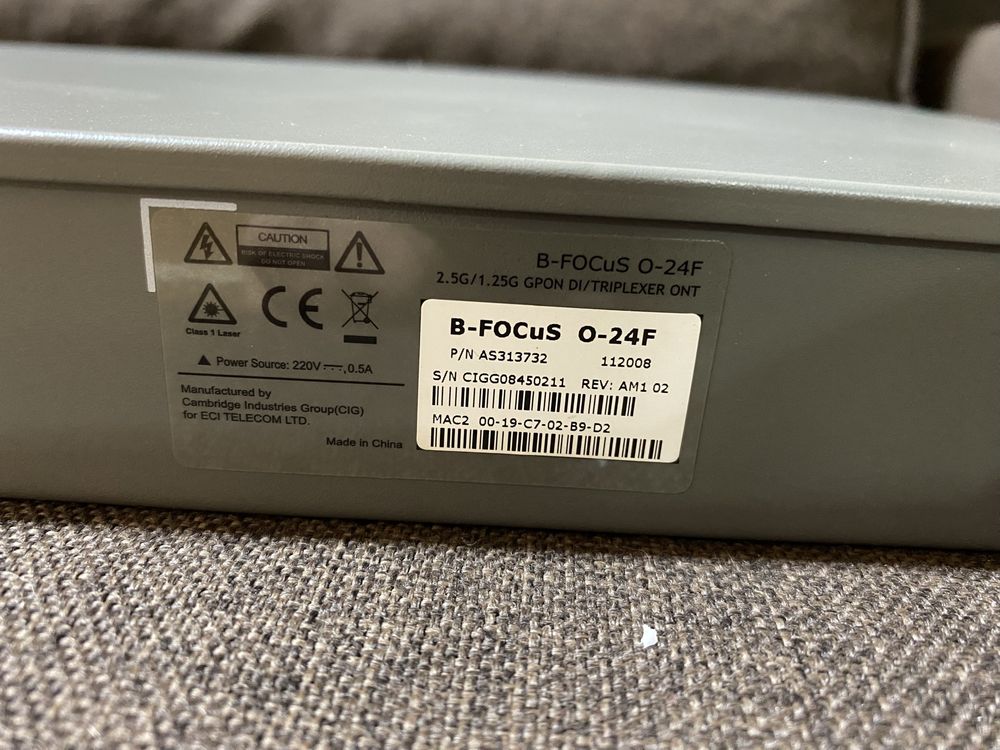 CAUTION
RISK OF ELECTRIC SHOCK
DO NOT OPEN
Class 1 Laser
CE
Power Source: 220V⎓,0.5A
Manufactured by
Cambridge Industries Group(CIG)
for ECI TELECOM LTD.
Made in China
B-FOCuS O-24F
2.5G/1.25G GPON DI/TRIPLEXER ONT
B-FOCuS O-24F
P/N AS313732 112008
S/N CIGG08450211 REV: AM1 02
MAC2 00-19-C7-02-B9-D2